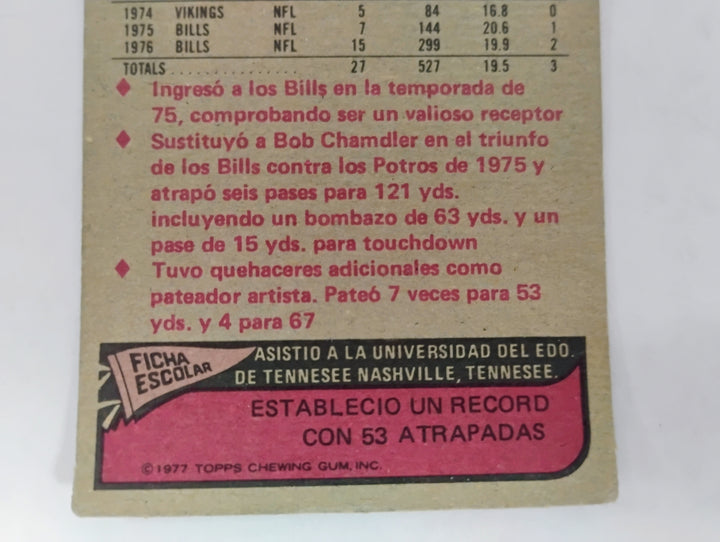 1974 VIKINGS NFL 5 84 16.8 0
1975 BILLS NFL 7 144 20.6 1
1976 BILLS NFL 15 299 19.9 2
TOTALS .............. 27 527 19.5 3
♦ Ingresó a los Bills en la temporada de
75, comprobando ser un valioso receptor
♦ Sustituyó a Bob Chamdler en el triunfo
de los Bills contra los Potros de 1975 y
atrapó seis pases para 121 yds.
incluyendo un bombazo de 63 yds. y un
pase de 15 yds. para touchdown
♦ Tuvo quehaceres adicionales como
pateador artista. Pateó 7 veces para 53
yds. y 4 para 67
FICHA
ESCOLAR
ASISTIO A LA UNIVERSIDAD DEL EDO.
DE TENNESEE NASHVILLE, TENNESEE.
ESTABLECIO UN RECORD
CON 53 ATRAPADAS
©1977 TOPPS CHEWING GUM, INC.